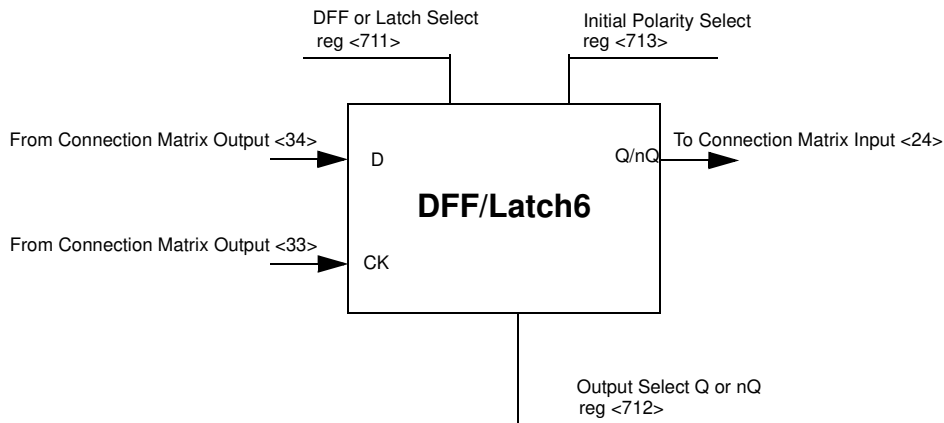 DFF or Latch Select
reg <711>
Initial Polarity Select
reg <713>
From Connection Matrix Output <34>
D
Q/nQ
To Connection Matrix Input <24>
DFF/Latch6
From Connection Matrix Output <33>
CK
Output Select Q or nQ
reg <712>